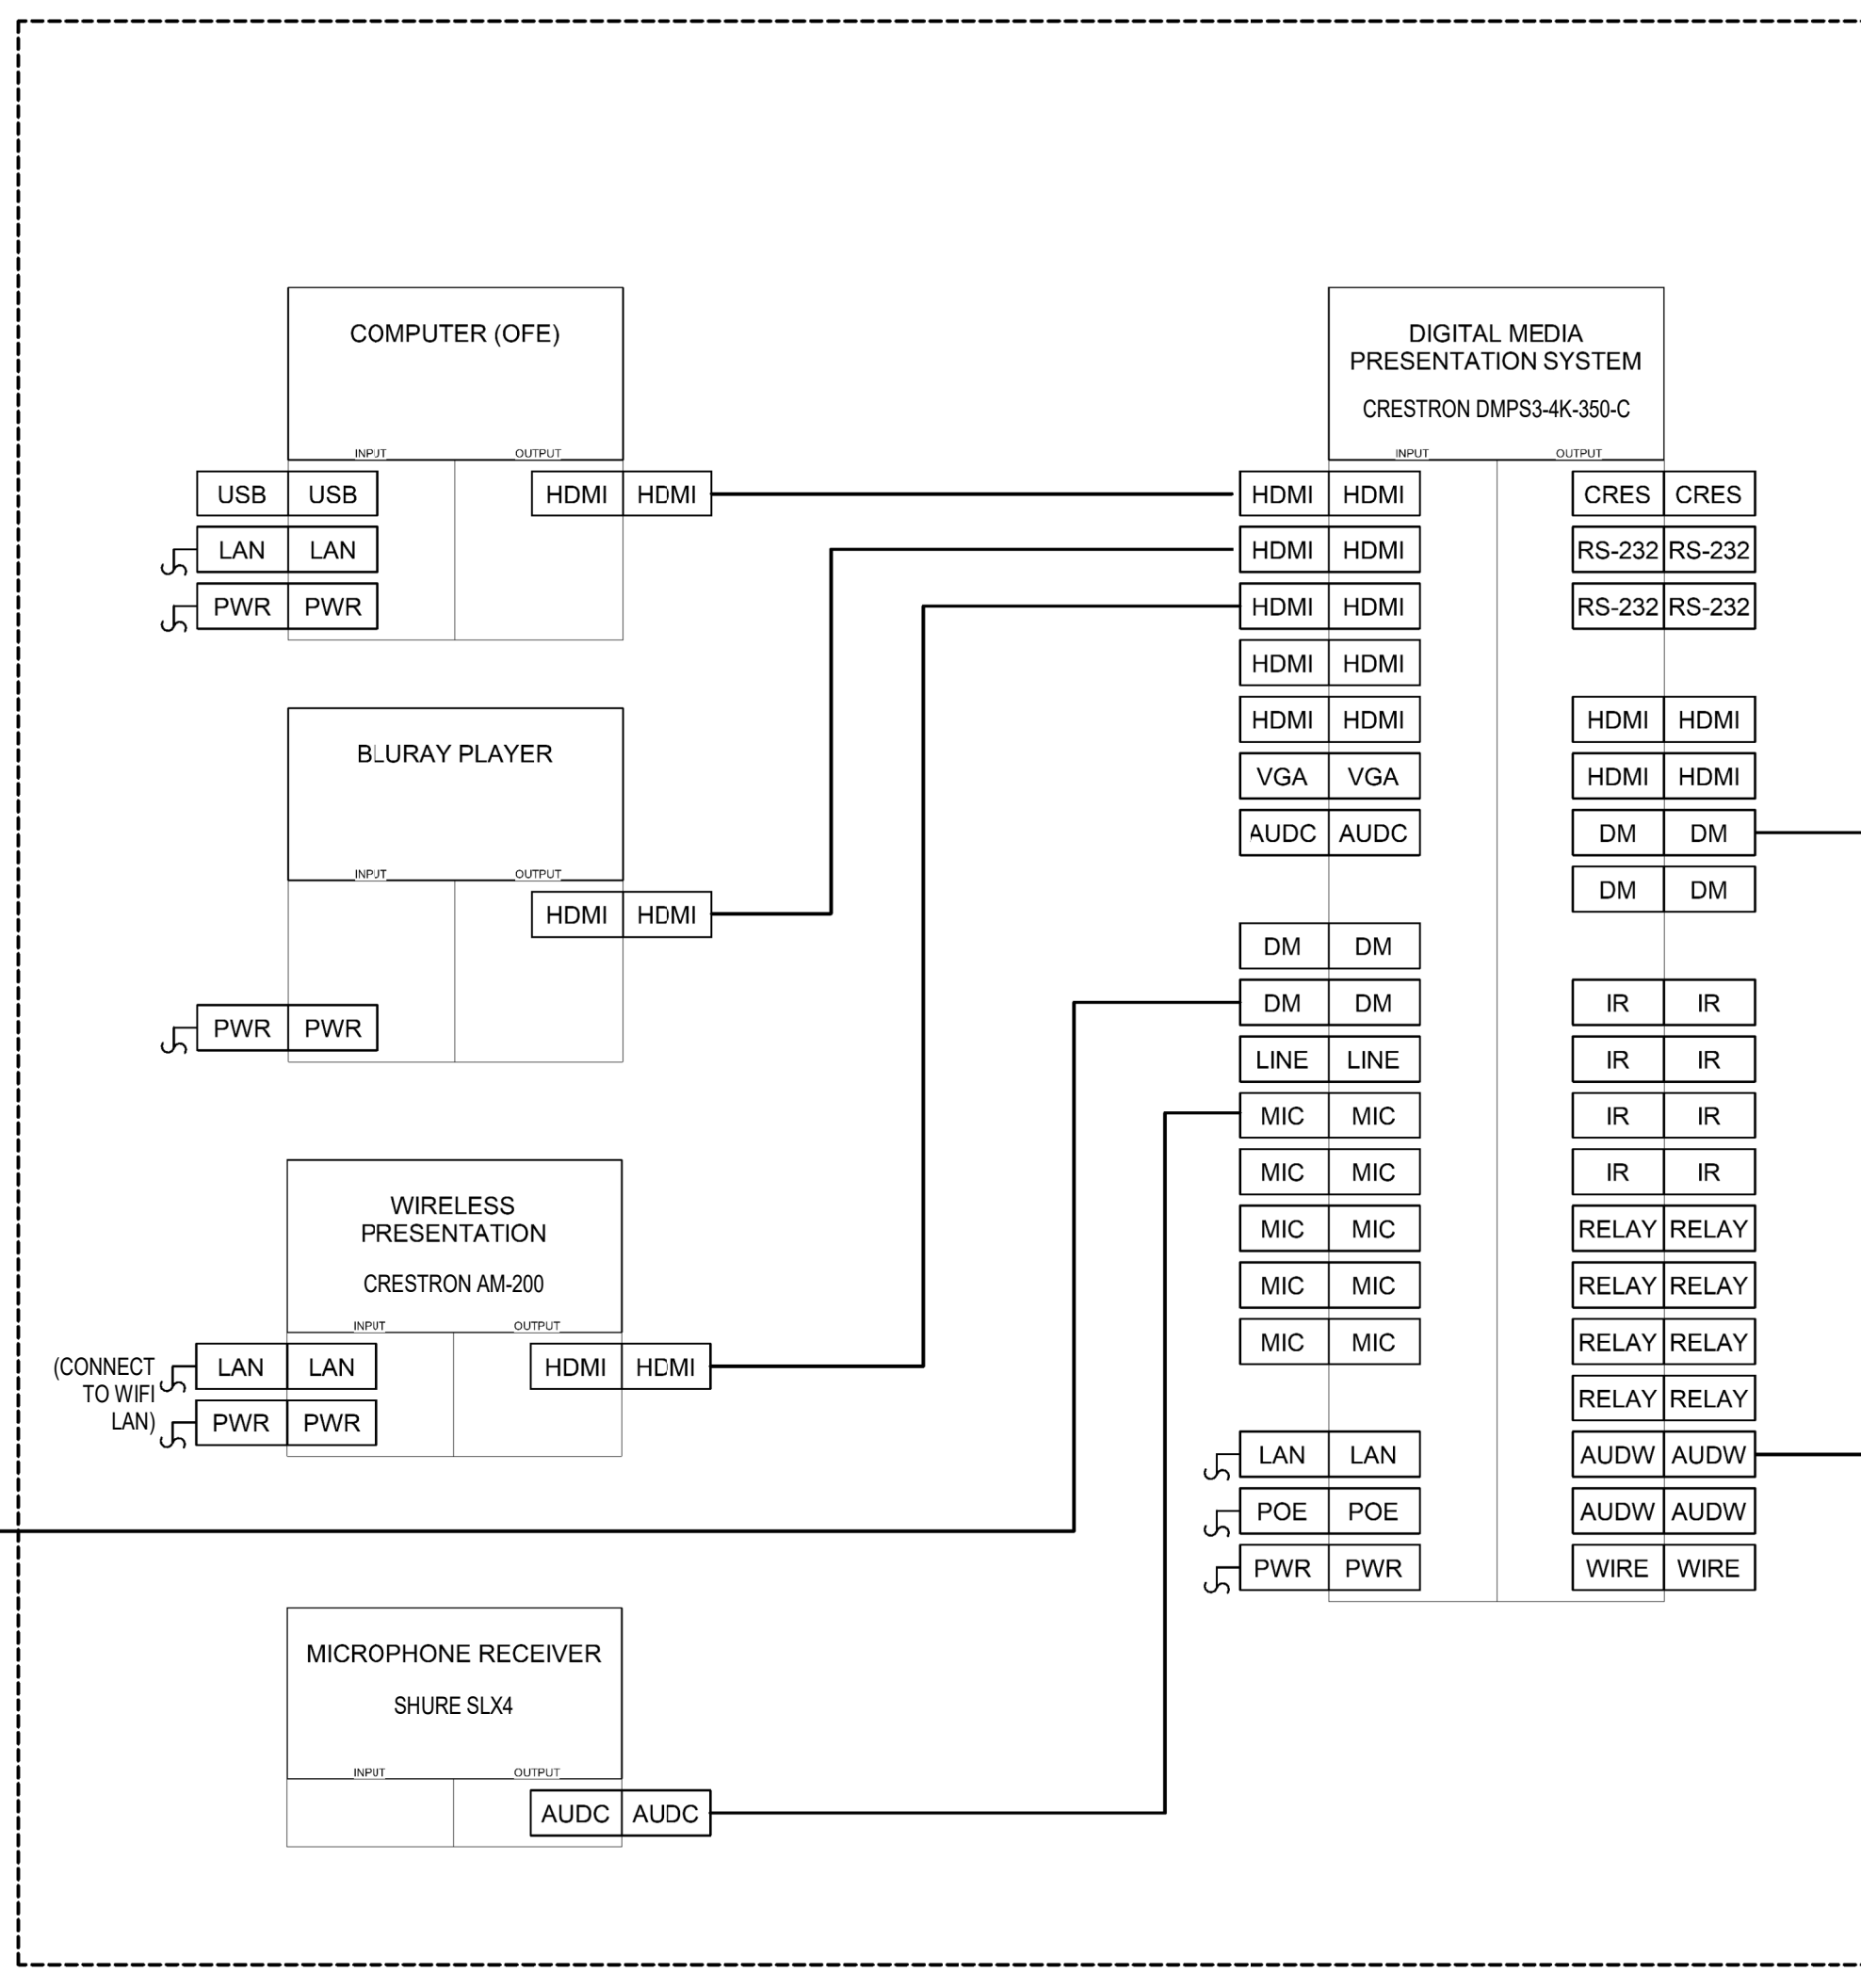 COMPUTER (OFE)
INPUT OUTPUT
USB USB HDMI HDMI
LAN LAN
PWR PWR
BLURAY PLAYER
INPUT OUTPUT
HDMI HDMI
PWR PWR
WIRELESS
PRESENTATION
CRESTRON AM-200
INPUT OUTPUT
(CONNECT
TO WIFI
LAN)
LAN LAN HDMI HDMI
PWR PWR
MICROPHONE RECEIVER
SHURE SLX4
INPUT OUTPUT
AUDC AUDC
DIGITAL MEDIA
PRESENTATION SYSTEM
CRESTRON DMPS3-4K-350-C
INPUT OUTPUT
HDMI HDMI CRES CRES
HDMI HDMI RS-232 RS-232
HDMI HDMI RS-232 RS-232
HDMI HDMI
HDMI HDMI HDMI HDMI
VGA VGA HDMI HDMI
AUDC AUDC DM DM
DM DM
DM DM
DM DM IR IR
LINE LINE IR IR
MIC MIC IR IR
MIC MIC IR IR
MIC MIC RELAY RELAY
MIC MIC RELAY RELAY
MIC MIC RELAY RELAY
RELAY RELAY
LAN LAN AUDW AUDW
POE POE AUDW AUDW
PWR PWR WIRE WIRE